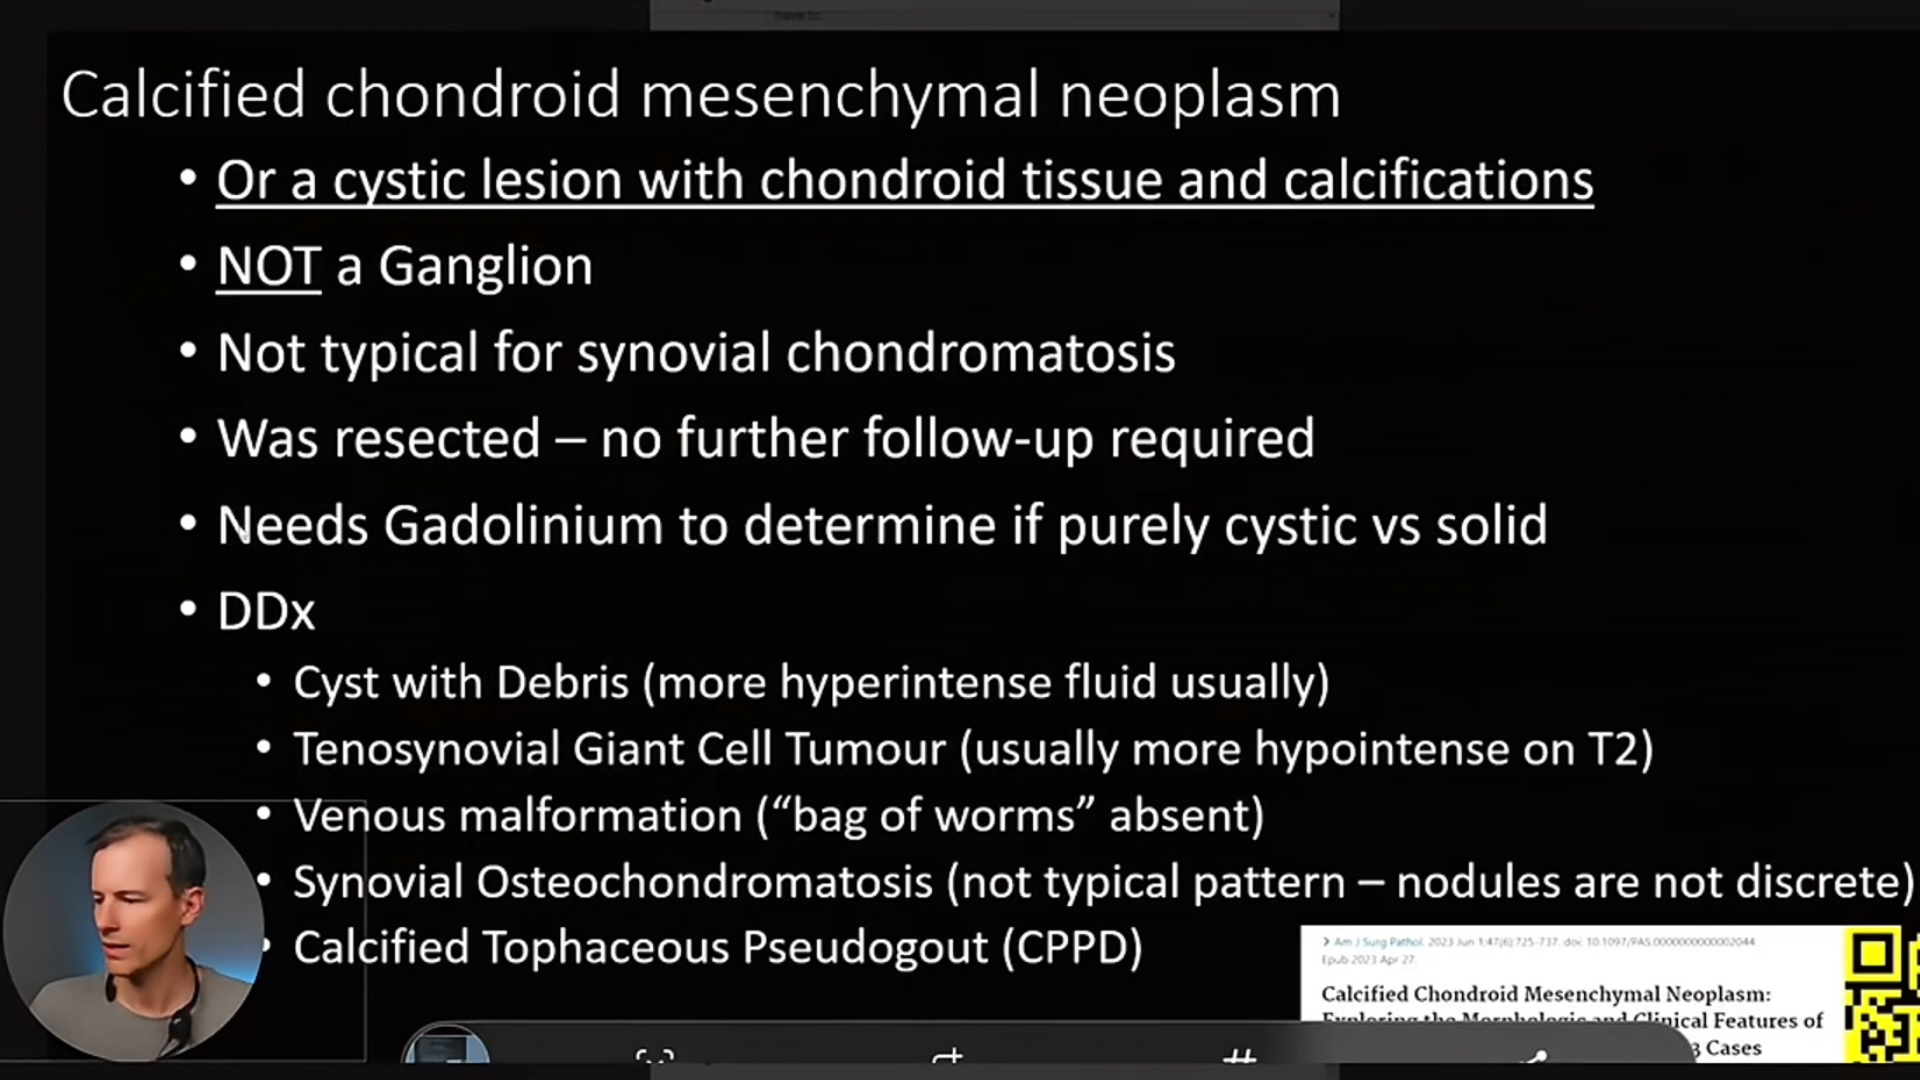 Calcified chondroid mesenchymal neoplasm
• Or a cystic lesion with chondroid tissue and calcifications
• NOT a Ganglion
• Not typical for synovial chondromatosis
• Was resected – no further follow-up required
• Needs Gadolinium to determine if purely cystic vs solid
• DDx
• Cyst with Debris (more hyperintense fluid usually)
• Tenosynovial Giant Cell Tumour (usually more hypointense on T2)
• Venous malformation (“bag of worms” absent)
• Synovial Osteochondromatosis (not typical pattern – nodules are not discrete)
• Calcified Tophaceous Pseudogout (CPPD)
> Am J Surg Pathol. 2023 Jun 1;47(6):725-737. doi: 10.1097/PAS.0000000000002044.
Epub 2023 Apr 27.
Calcified Chondroid Mesenchymal Neoplasm:
Exploring the Morphologic and Clinical Features of
3 Cases